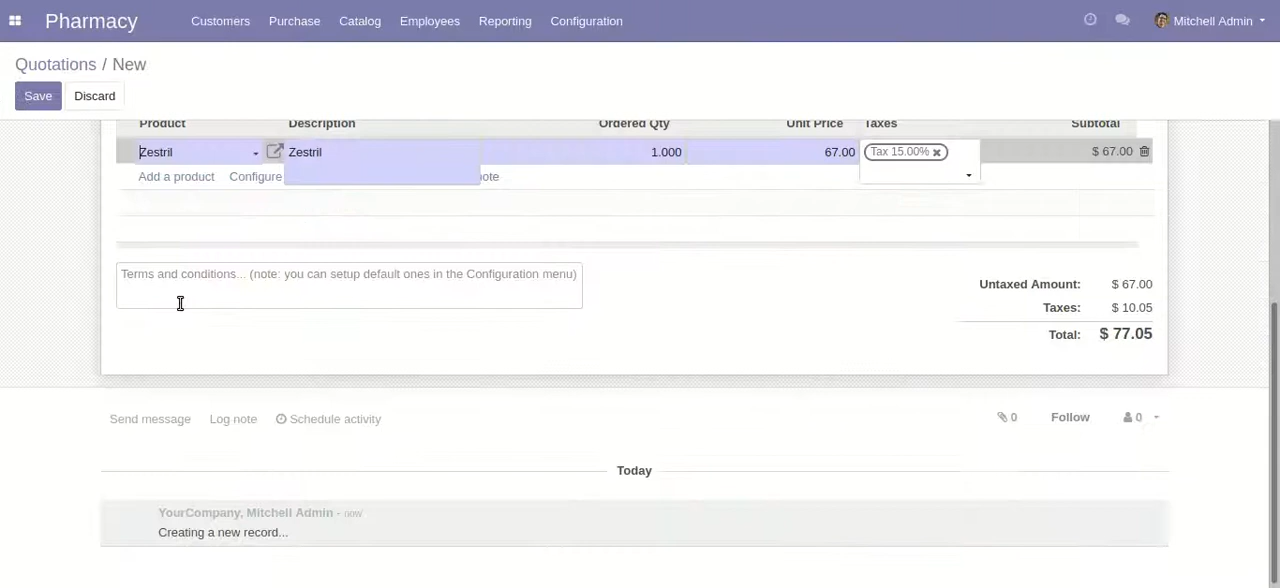 Pharmacy Customers Purchase Catalog Employees Reporting Configuration Mitchell Admin
Quotations / New
Save Discard
Product Description Ordered Qty Unit Price Taxes Subtotal
Zestril Zestril 1.000 67.00 Tax 15.00% $ 67.00
Add a product Configure ote
Terms and conditions... (note: you can setup default ones in the Configuration menu)
Untaxed Amount: $ 67.00
Taxes: $ 10.05
Total: $ 77.05
Send message Log note Schedule activity 0 Follow 0
Today
YourCompany, Mitchell Admin - now
Creating a new record...